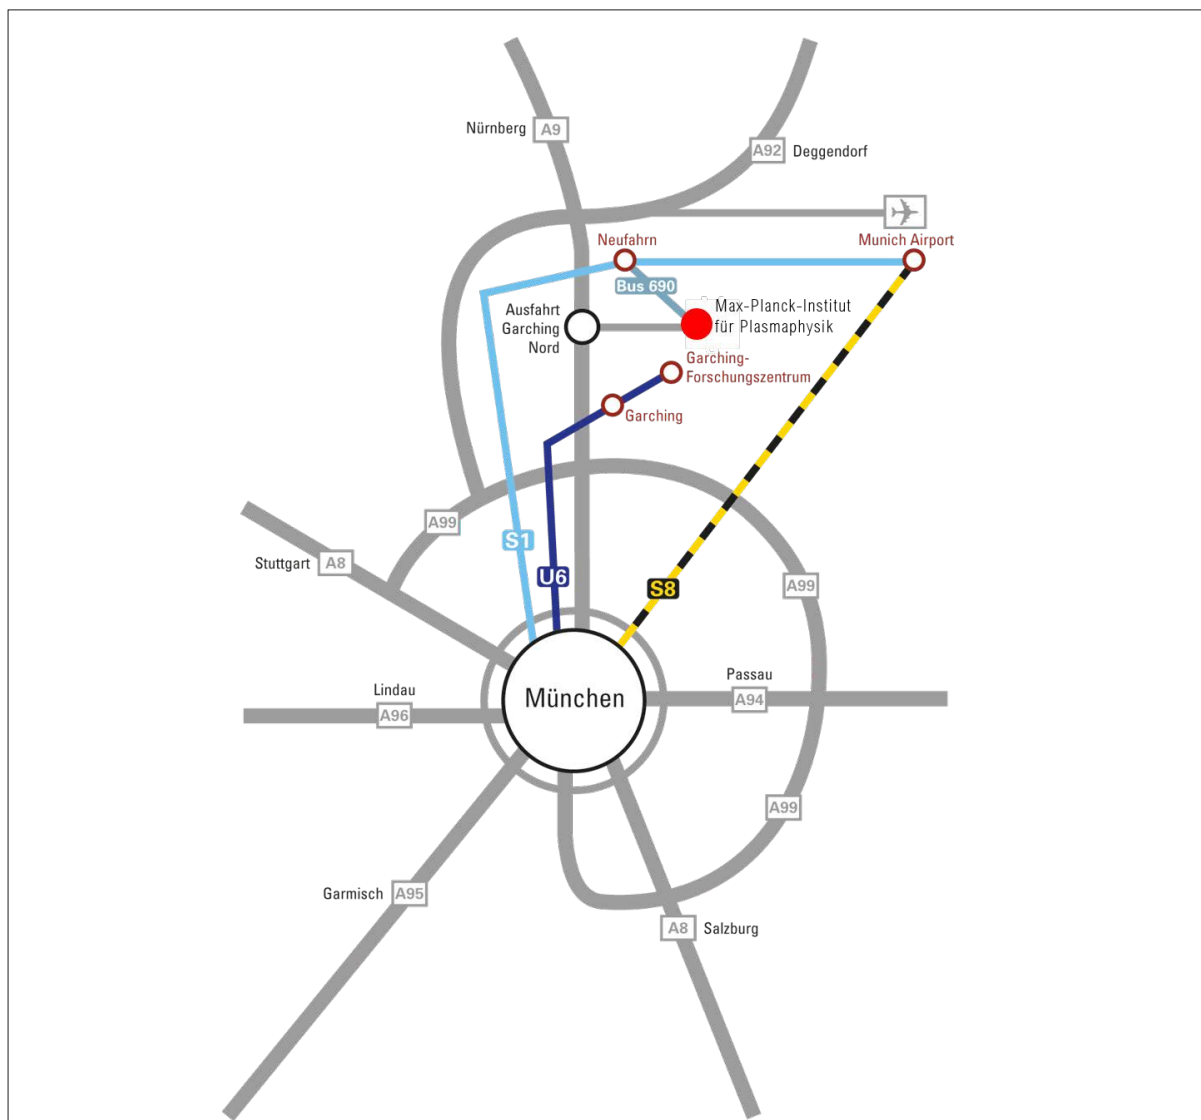 Nürnberg
A9
A92
Deggendorf
Neufahrn
Munich Airport
Bus 690
Ausfahrt
Garching
Nord
Max-Planck-Institut
für Plasmaphysik
Garching-
Forschungszentrum
Garching
A99
S1
Stuttgart
A8
U6
S8
A99
München
Passau
A94
Lindau
A96
A99
Garmisch
A95
A8
Salzburg